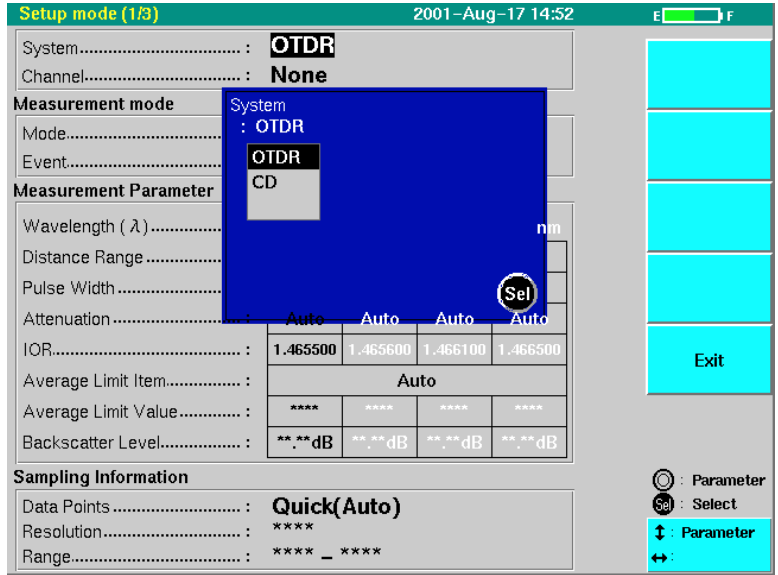 Setup mode (1/3) 2001-Aug-17 14:52 E F
System............................ : OTDR
Channel........................... : None
Measurement mode
System
: OTDR
Mode..............................
Event.............................
OTDR
CD
Measurement Parameter
Wavelength ( λ )............... nm
Distance Range ...............
Pulse Width ....................
Sel
Attenuation..................... : Auto Auto Auto Auto
IOR................................. : 1.465500 1.465600 1.466100 1.466500
Exit
Average Limit Item............... : Auto
Average Limit Value............ : **** **** **** ****
Backscatter Level................ : **.**dB **.**dB **.**dB **.**dB
Sampling Information
Data Points ...................... : Quick(Auto)
Resolution........................ : ****
Range.............................. : **** – ****
: Parameter
Sel : Select
↕ : Parameter
↔ :